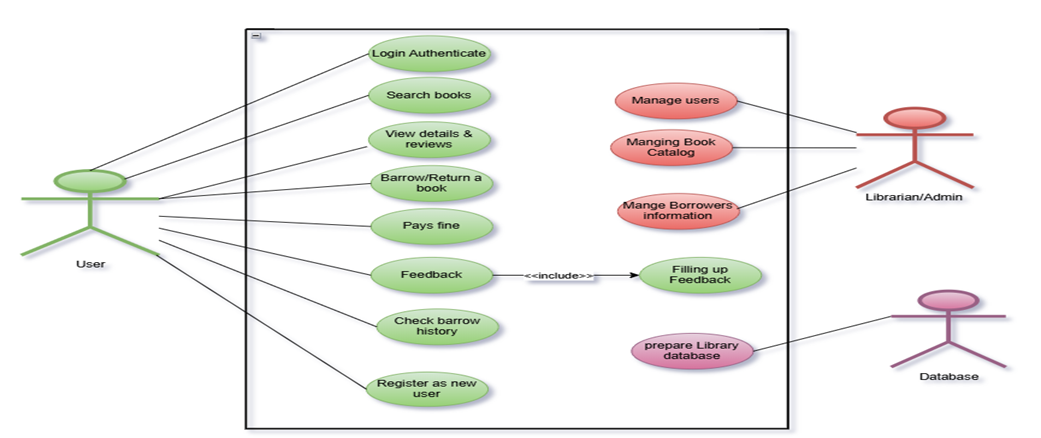 Login Authenticate
Search books
View details &
reviews
Barrow/Return a
book
Pays fine
Feedback
<<include>>
Filling up
Feedback
Check barrow
history
Register as new
user
User
Manage users
Manging Book
Catalog
Mange Borrowers
information
Librarian/Admin
prepare Library
database
Database